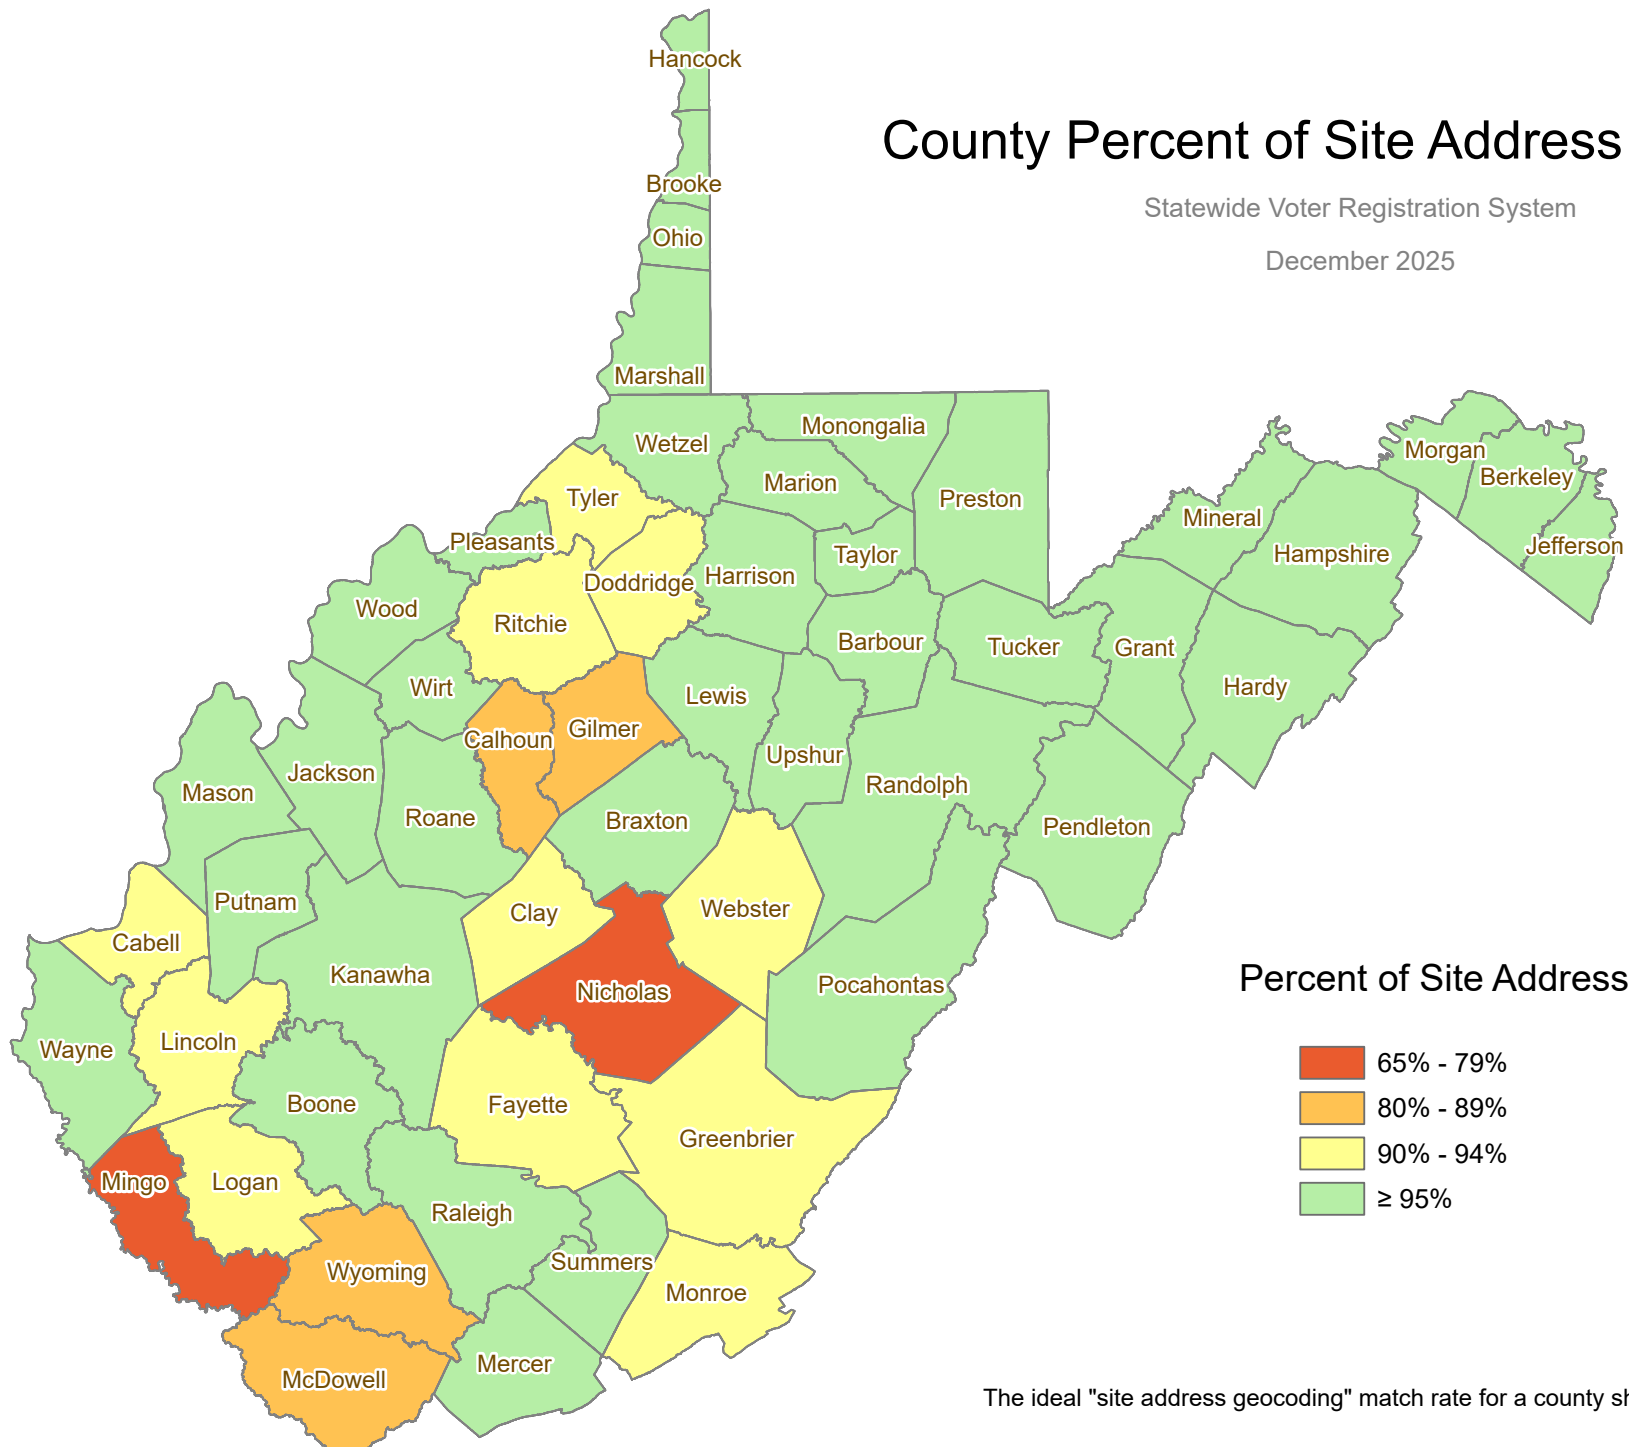 Hancock
County Percent of Site Address
Brooke
Statewide Voter Registration System
Ohio
December 2025
Marshall
Monongalia
Wetzel
Morgan
Berkeley
Marion
Tyler
Preston
Mineral
Pleasants
Jefferson
Taylor
Hampshire
Harrison
Doddridge
Wood
Ritchie
Barbour
Tucker
Grant
Wirt
Hardy
Lewis
Gilmer
Calhoun
Upshur
Jackson
Randolph
Mason
Roane
Braxton
Pendleton
Putnam
Webster
Clay
Cabell
Kanawha
Percent of Site Address
Pocahontas
Nicholas
Lincoln
Wayne
65% - 79%
Boone
Fayette
80% - 89%
Greenbrier
90% - 94%
Mingo
Logan
≥ 95%
Raleigh
Summers
Wyoming
Monroe
Mercer
McDowell
The ideal "site address geocoding" match rate for a county